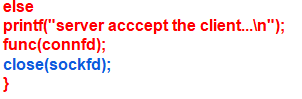 else
printf("server acccept the client...\n");
func(connfd);
close(sockfd);
}